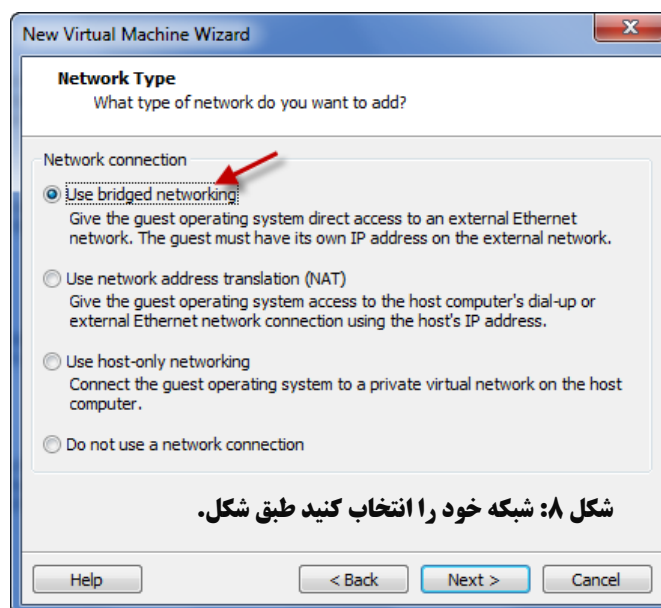 New Virtual Machine Wizard
Network Type
What type of network do you want to add?
Network connection
Use bridged networking
Give the guest operating system direct access to an external Ethernet
network. The guest must have its own IP address on the external network.
Use network address translation (NAT)
Give the guest operating system access to the host computer's dial-up or
external Ethernet network connection using the host's IP address.
Use host-only networking
Connect the guest operating system to a private virtual network on the host
computer.
Do not use a network connection
شکل ۸: شبکه خود را انتخاب کنید طبق شکل.
Help
< Back
Next >
Cancel